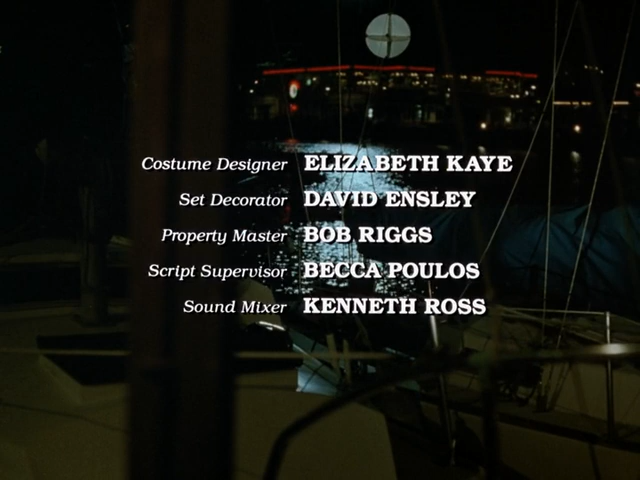 Costume Designer ELIZABETH KAYE
Set Decorator DAVID ENSLEY
Property Master BOB RIGGS
Script Supervisor BECCA POULOS
Sound Mixer KENNETH ROSS